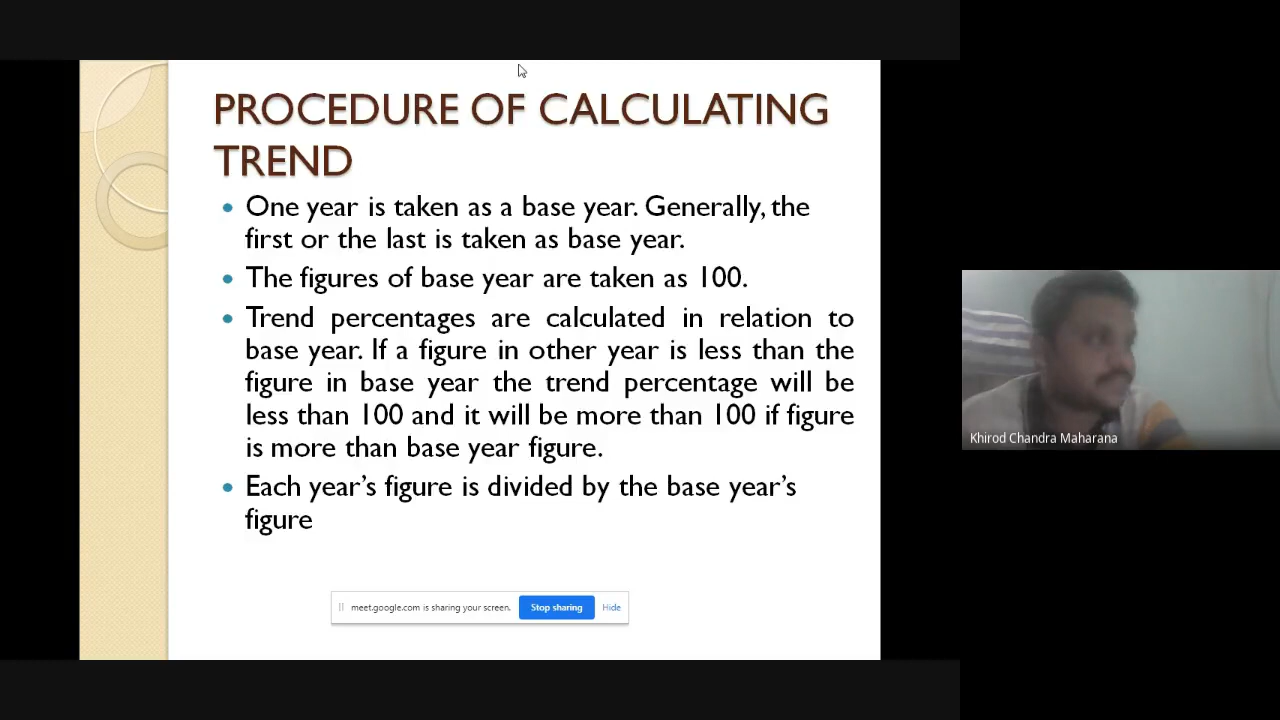 PROCEDURE OF CALCULATING
TREND
One year is taken as a base year. Generally, the
first or the last is taken as base year.
The figures of base year are taken as 100.
Trend percentages are calculated in relation to
base year. If a figure in other year is less than the
figure in base year the trend percentage will be
less than 100 and it will be more than 100 if figure
is more than base year figure.
Each year's figure is divided by the base year's
figure
meet.google.com is sharing your screen. Stop sharing Hide
Khirod Chandra Maharana